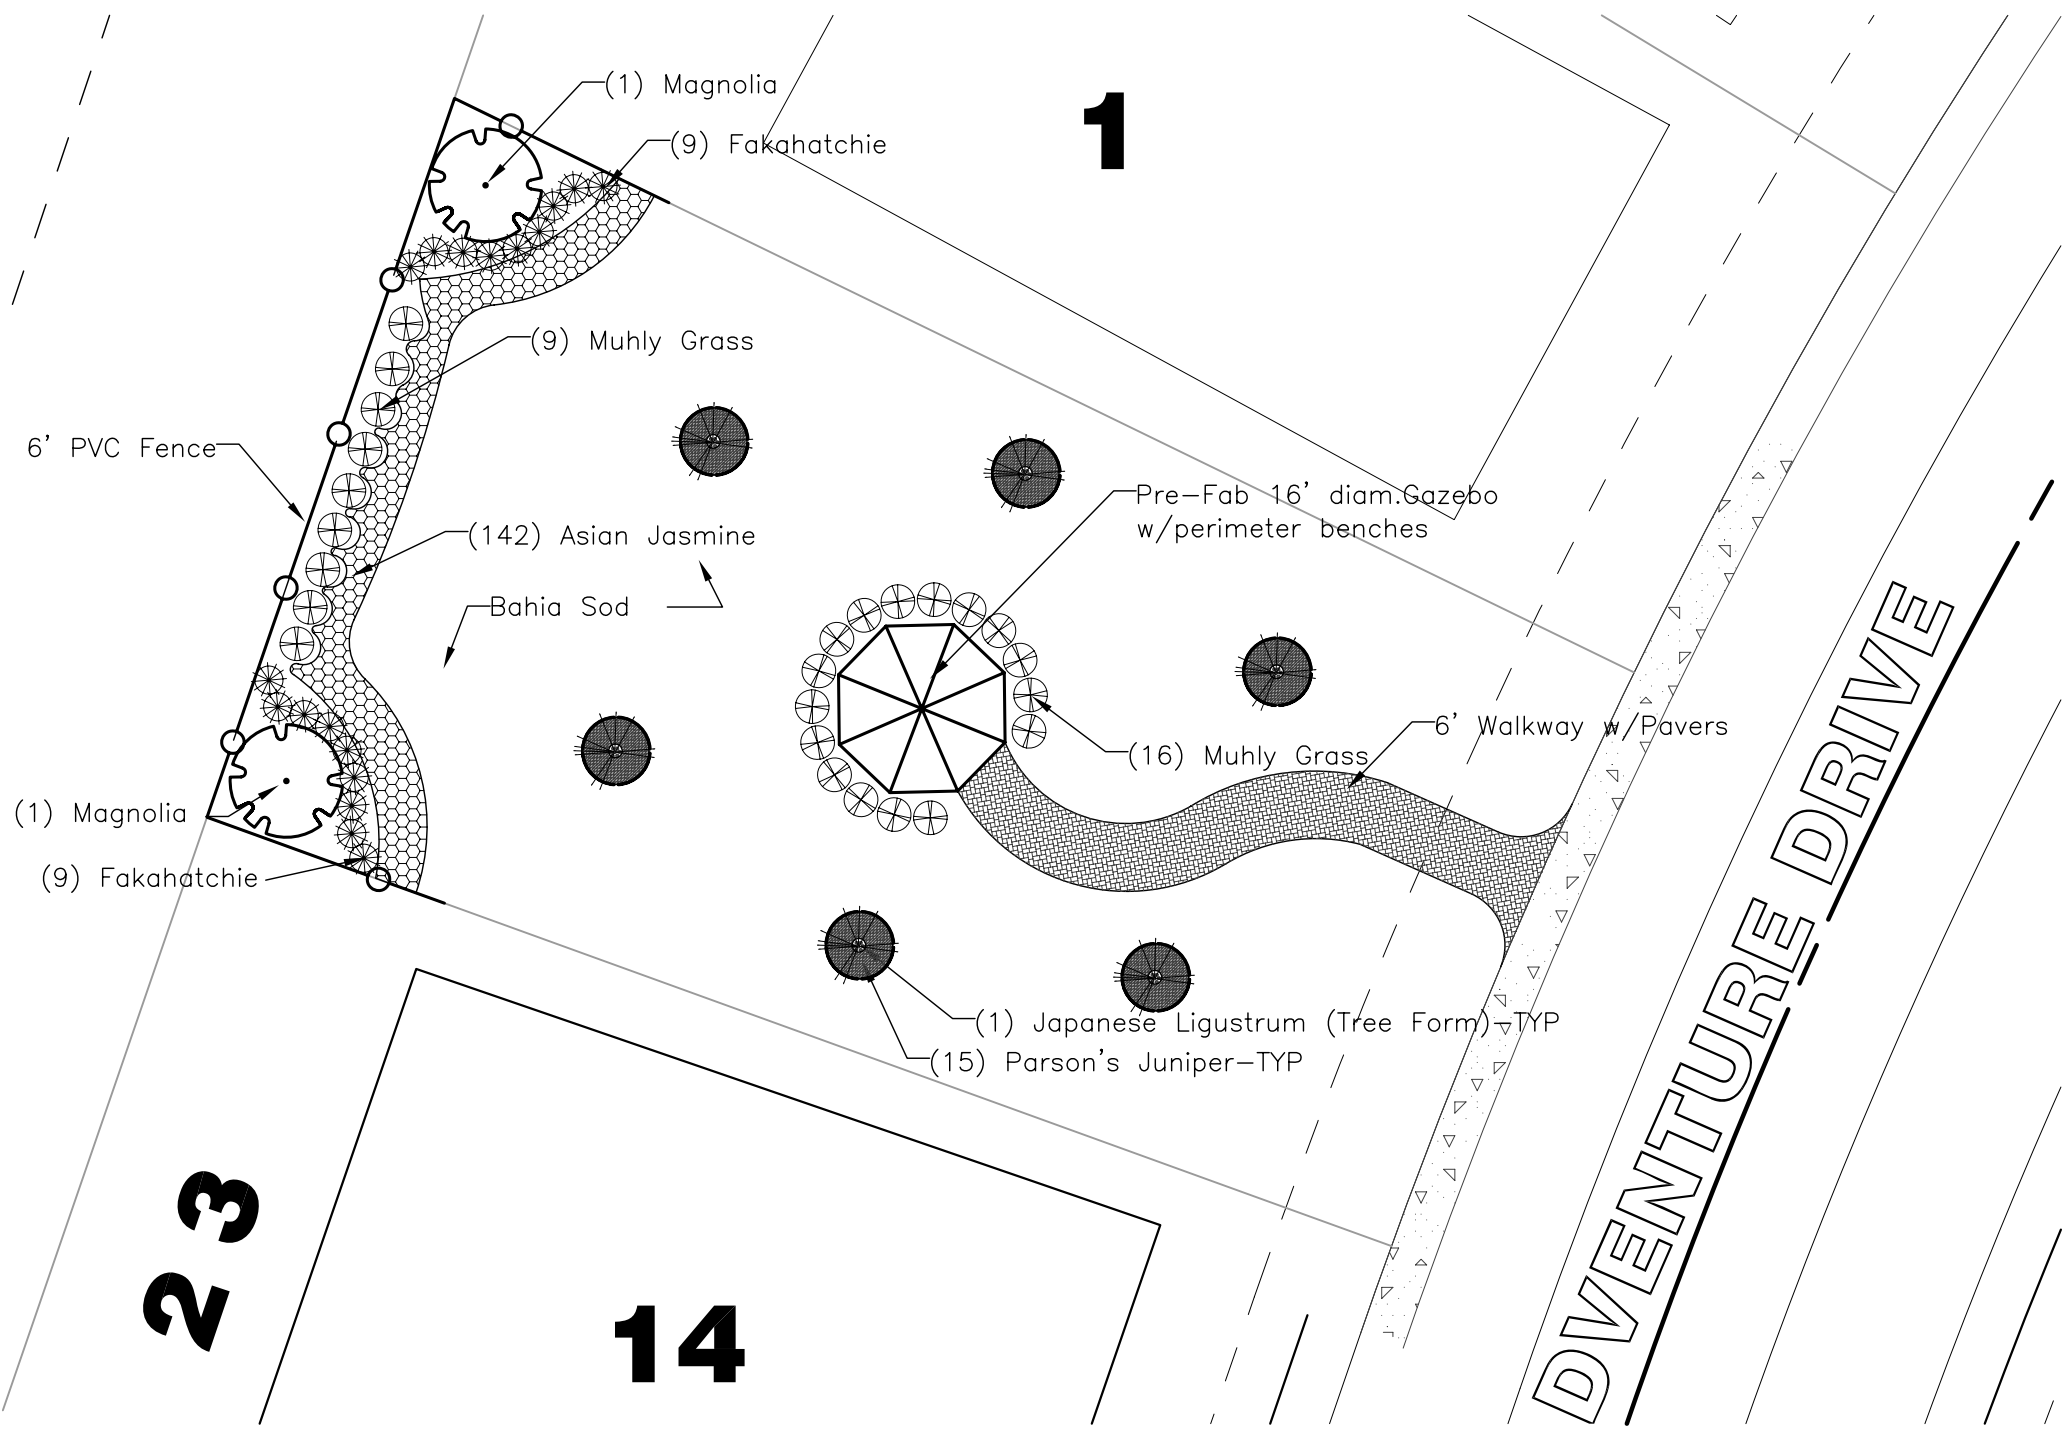 (1) Magnolia
(9) Fakahatchie
1
(9) Muhly Grass
6' PVC Fence
Pre-Fab 16' diam.Gazebo
w/perimeter benches
(142) Asian Jasmine
Bahia Sod
6' Walkway w/Pavers
(16) Muhly Grass
(1) Magnolia
(9) Fakahatchie
(1) Japanese Ligustrum (Tree Form)-TYP
(15) Parson's Juniper-TYP
DVENTURE DRIVE
23
14